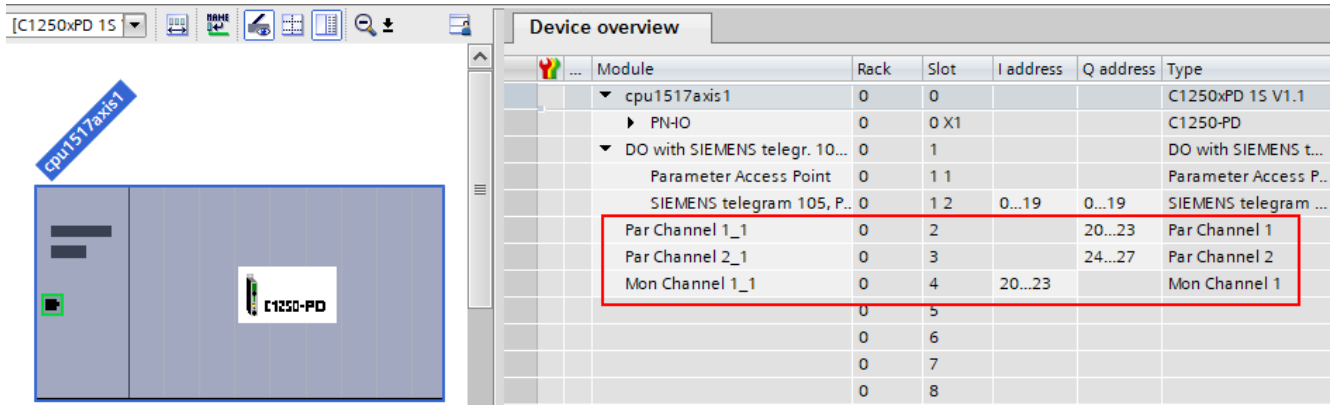 [C1250xPD 1S
NAME
Device overview
... Module Rack Slot I address Q address Type
cpu1517axis1 0 0 C1250xPD 1S V1.1
PN-IO 0 0 X1 C1250-PD
DO with SIEMENS telegr. 10... 0 1 DO with SIEMENS t...
Parameter Access Point 0 1 1 Parameter Access P..
SIEMENS telegram 105, P.. 0 1 2 0...19 0...19 SIEMENS telegram ...
Par Channel 1_1 0 2 20...23 Par Channel 1
Par Channel 2_1 0 3 24...27 Par Channel 2
Mon Channel 1_1 0 4 20...23 Mon Channel 1
0 5
0 6
0 7
0 8
cpu1517axis1
C1250-PD